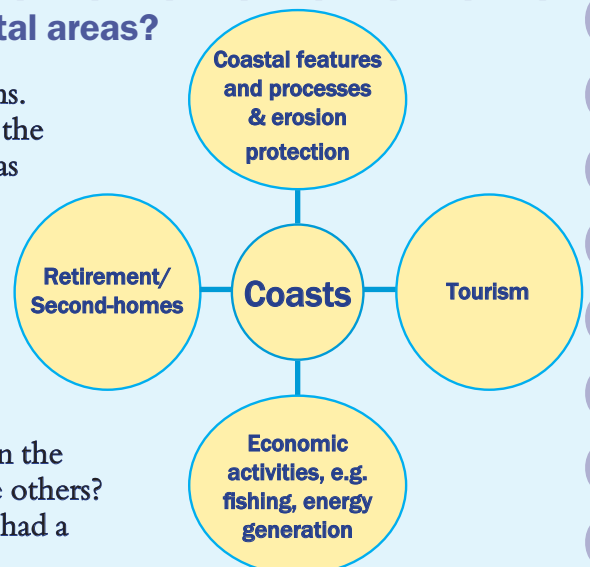 tal areas?
Coastal features
and processes
& erosion
protection
ns.
the
as
Retirement/
Second-homes
Coasts
Tourism
Economic
activities, e.g.
fishing, energy
generation
n the
e others?
had a